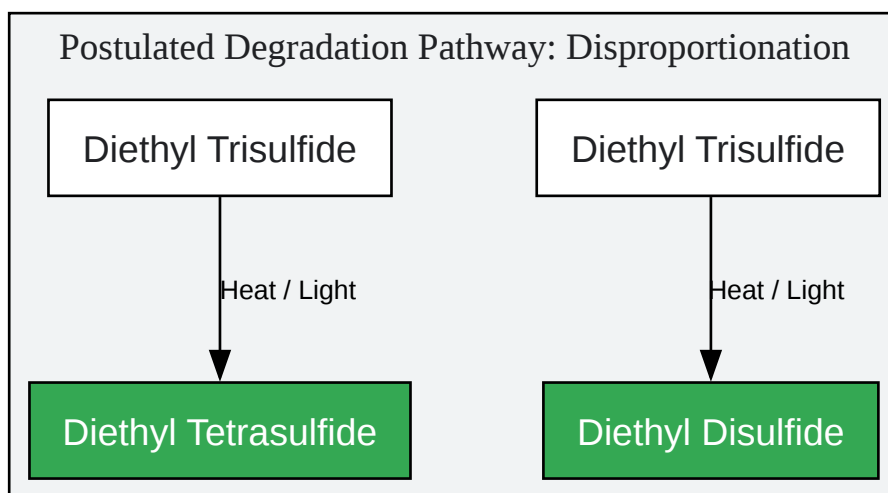 Postulated Degradation Pathway: Disproportionation
Diethyl Trisulfide
Diethyl Trisulfide
Heat / Light
Heat / Light
Diethyl Tetrasulfide
Diethyl Disulfide